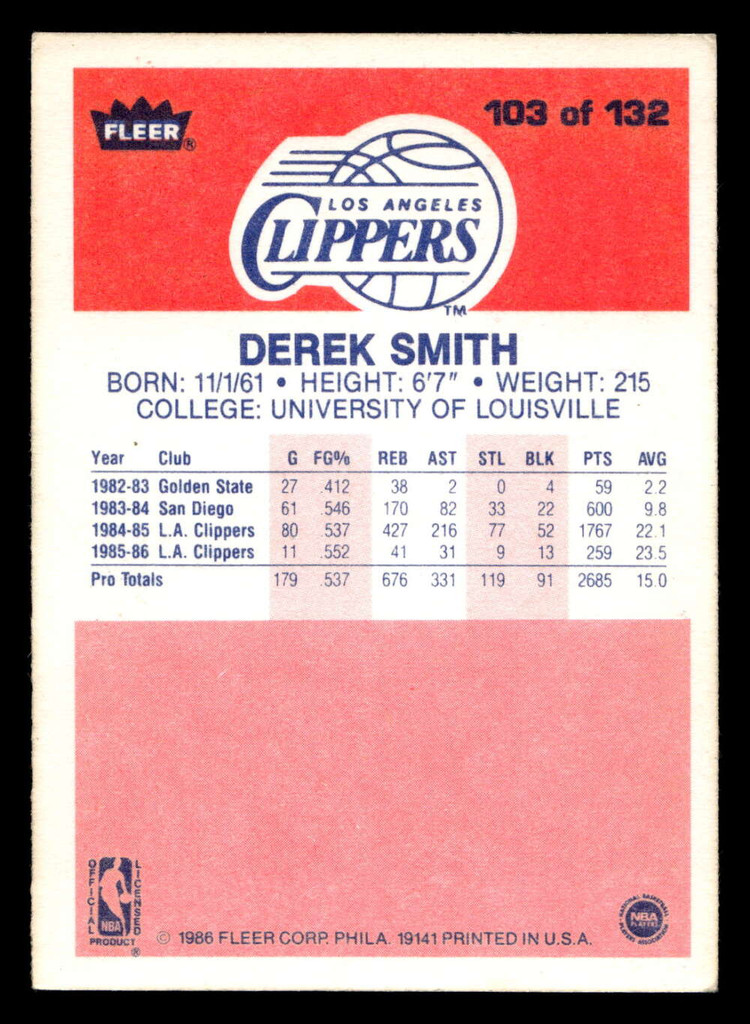 FLEER®
103 of 132
LOS ANGELES
CLIPPERS
TM
DEREK SMITH
BORN: 11/1/61 • HEIGHT: 6'7" • WEIGHT: 215
COLLEGE: UNIVERSITY OF LOUISVILLE
Year Club G FG% REB AST STL BLK PTS AVG
1982-83 Golden State 27 .412 38 2 0 4 59 2.2
1983-84 San Diego 61 .546 170 82 33 22 600 9.8
1984-85 L.A. Clippers 80 .537 427 216 77 52 1767 22.1
1985-86 L.A. Clippers 11 .552 41 31 9 13 259 23.5
Pro Totals 179 .537 676 331 119 91 2685 15.0
OFFICIAL
LICENSED
NBA
PRODUCT®
© 1986 FLEER CORP. PHILA. 19141 PRINTED IN U.S.A.
NATIONAL BASKETBALL
NBA
PLAYERS
PLAYERS ASSOCIATION